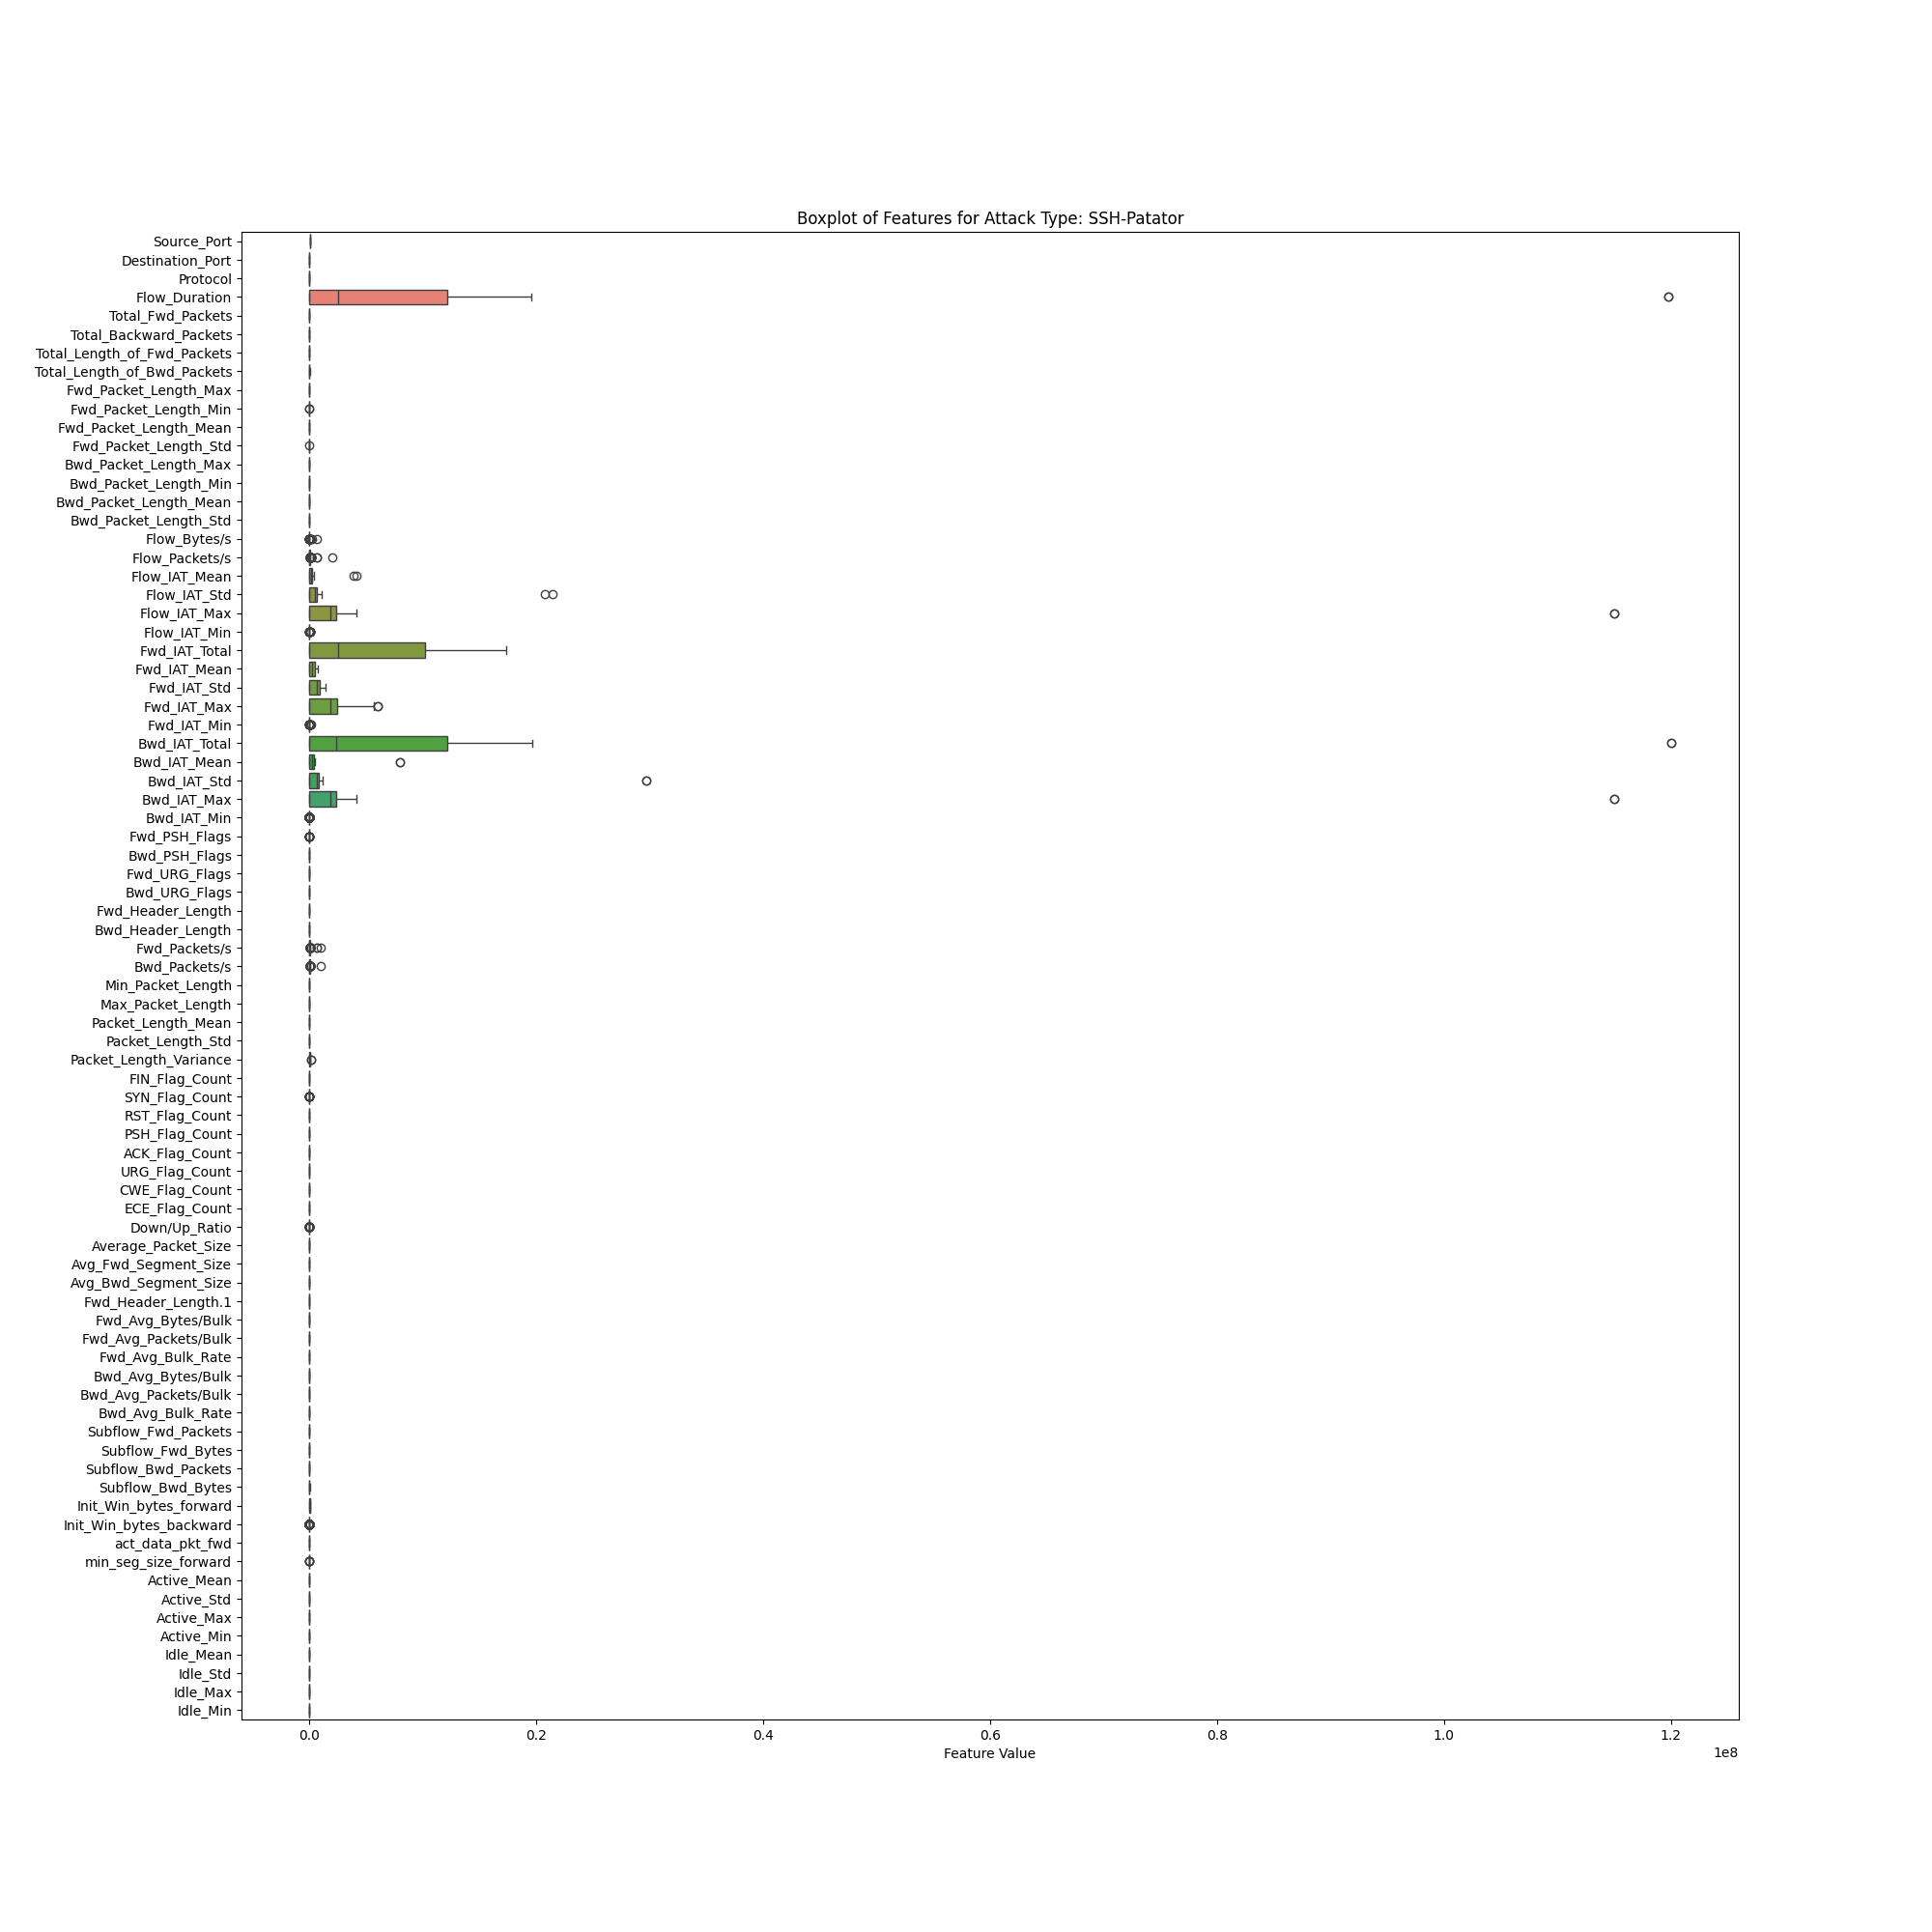 Boxplot of Features for Attack Type: SSH-Patator
Source_Port
Destination_Port
Protocol
Flow_Duration
Total_Fwd_Packets
Total_Backward_Packets
Total_Length_of_Fwd_Packets
Total_Length_of_Bwd_Packets
Fwd_Packet_Length_Max
Fwd_Packet_Length_Min
Fwd_Packet_Length_Mean
Fwd_Packet_Length_Std
Bwd_Packet_Length_Max
Bwd_Packet_Length_Min
Bwd_Packet_Length_Mean
Bwd_Packet_Length_Std
Flow_Bytes/s
Flow_Packets/s
Flow_IAT_Mean
Flow_IAT_Std
Flow_IAT_Max
Flow_IAT_Min
Fwd_IAT_Total
Fwd_IAT_Mean
Fwd_IAT_Std
Fwd_IAT_Max
Fwd_IAT_Min
Bwd_IAT_Total
Bwd_IAT_Mean
Bwd_IAT_Std
Bwd_IAT_Max
Bwd_IAT_Min
Fwd_PSH_Flags
Bwd_PSH_Flags
Fwd_URG_Flags
Bwd_URG_Flags
Fwd_Header_Length
Bwd_Header_Length
Fwd_Packets/s
Bwd_Packets/s
Min_Packet_Length
Max_Packet_Length
Packet_Length_Mean
Packet_Length_Std
Packet_Length_Variance
FIN_Flag_Count
SYN_Flag_Count
RST_Flag_Count
PSH_Flag_Count
ACK_Flag_Count
URG_Flag_Count
CWE_Flag_Count
ECE_Flag_Count
Down/Up_Ratio
Average_Packet_Size
Avg_Fwd_Segment_Size
Avg_Bwd_Segment_Size
Fwd_Header_Length.1
Fwd_Avg_Bytes/Bulk
Fwd_Avg_Packets/Bulk
Fwd_Avg_Bulk_Rate
Bwd_Avg_Bytes/Bulk
Bwd_Avg_Packets/Bulk
Bwd_Avg_Bulk_Rate
Subflow_Fwd_Packets
Subflow_Fwd_Bytes
Subflow_Bwd_Packets
Subflow_Bwd_Bytes
Init_Win_bytes_forward
Init_Win_bytes_backward
act_data_pkt_fwd
min_seg_size_forward
Active_Mean
Active_Std
Active_Max
Active_Min
Idle_Mean
Idle_Std
Idle_Max
Idle_Min
0.0 0.2 0.4 0.6 0.8 1.0 1.2
Feature Value
1e8